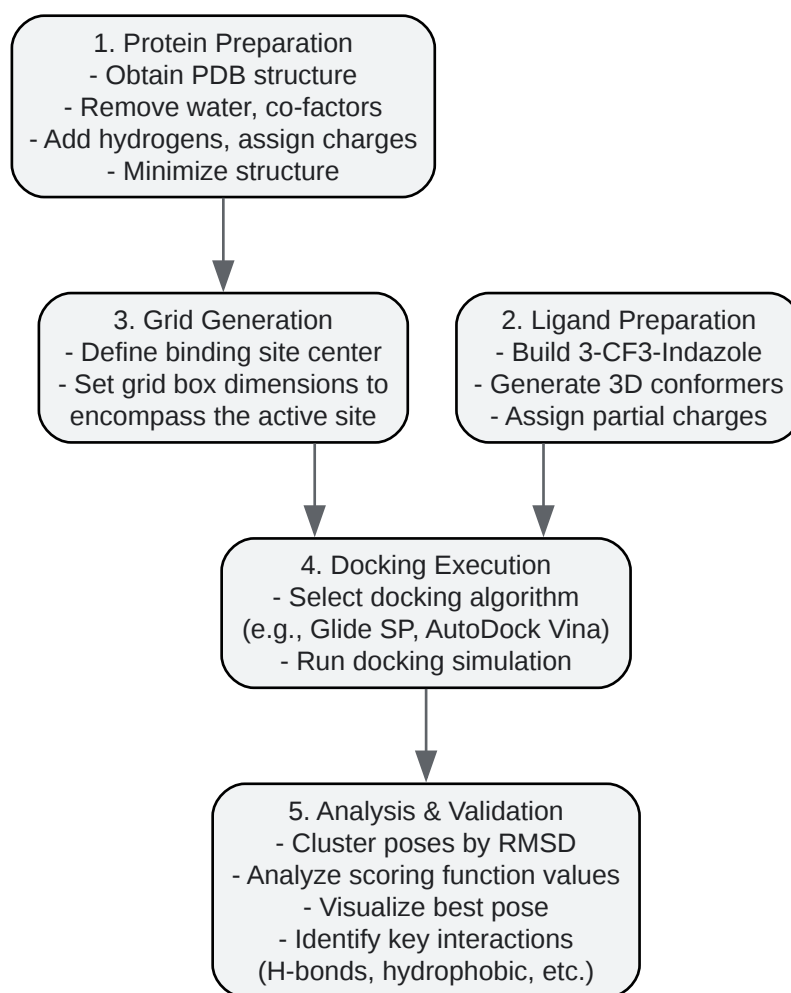 1. Protein Preparation
- Obtain PDB structure
- Remove water, co-factors
- Add hydrogens, assign charges
- Minimize structure
3. Grid Generation
- Define binding site center
- Set grid box dimensions to
encompass the active site
2. Ligand Preparation
- Build 3-CF3-Indazole
- Generate 3D conformers
- Assign partial charges
4. Docking Execution
- Select docking algorithm
(e.g., Glide SP, AutoDock Vina)
- Run docking simulation
5. Analysis & Validation
- Cluster poses by RMSD
- Analyze scoring function values
- Visualize best pose
- Identify key interactions
(H-bonds, hydrophobic, etc.)